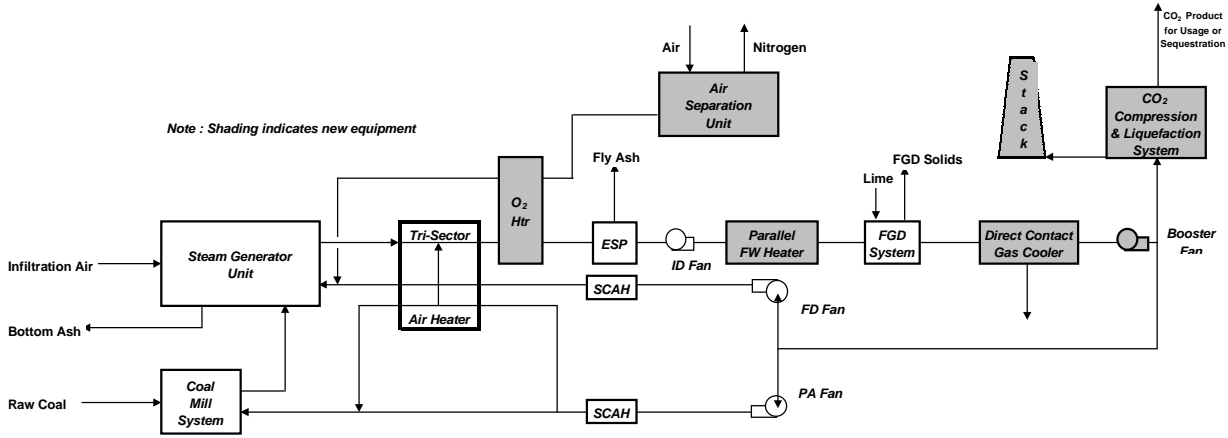 CO₂ Product
for Usage or
Sequestration
Air
Nitrogen
Air
Separation
Unit
S
t
a
c
k
CO₂
Compression
& Liquefaction
System
Note : Shading indicates new equipment
Fly Ash
FGD Solids
Lime
O₂
Htr
Tri-Sector
ESP
ID Fan
Parallel
FW Heater
FGD
System
Direct Contact
Gas Cooler
Booster
Fan
Infiltration Air
Steam Generator
Unit
SCAH
FD Fan
Air Heater
Bottom Ash
Raw Coal
Coal
Mill
System
SCAH
PA Fan